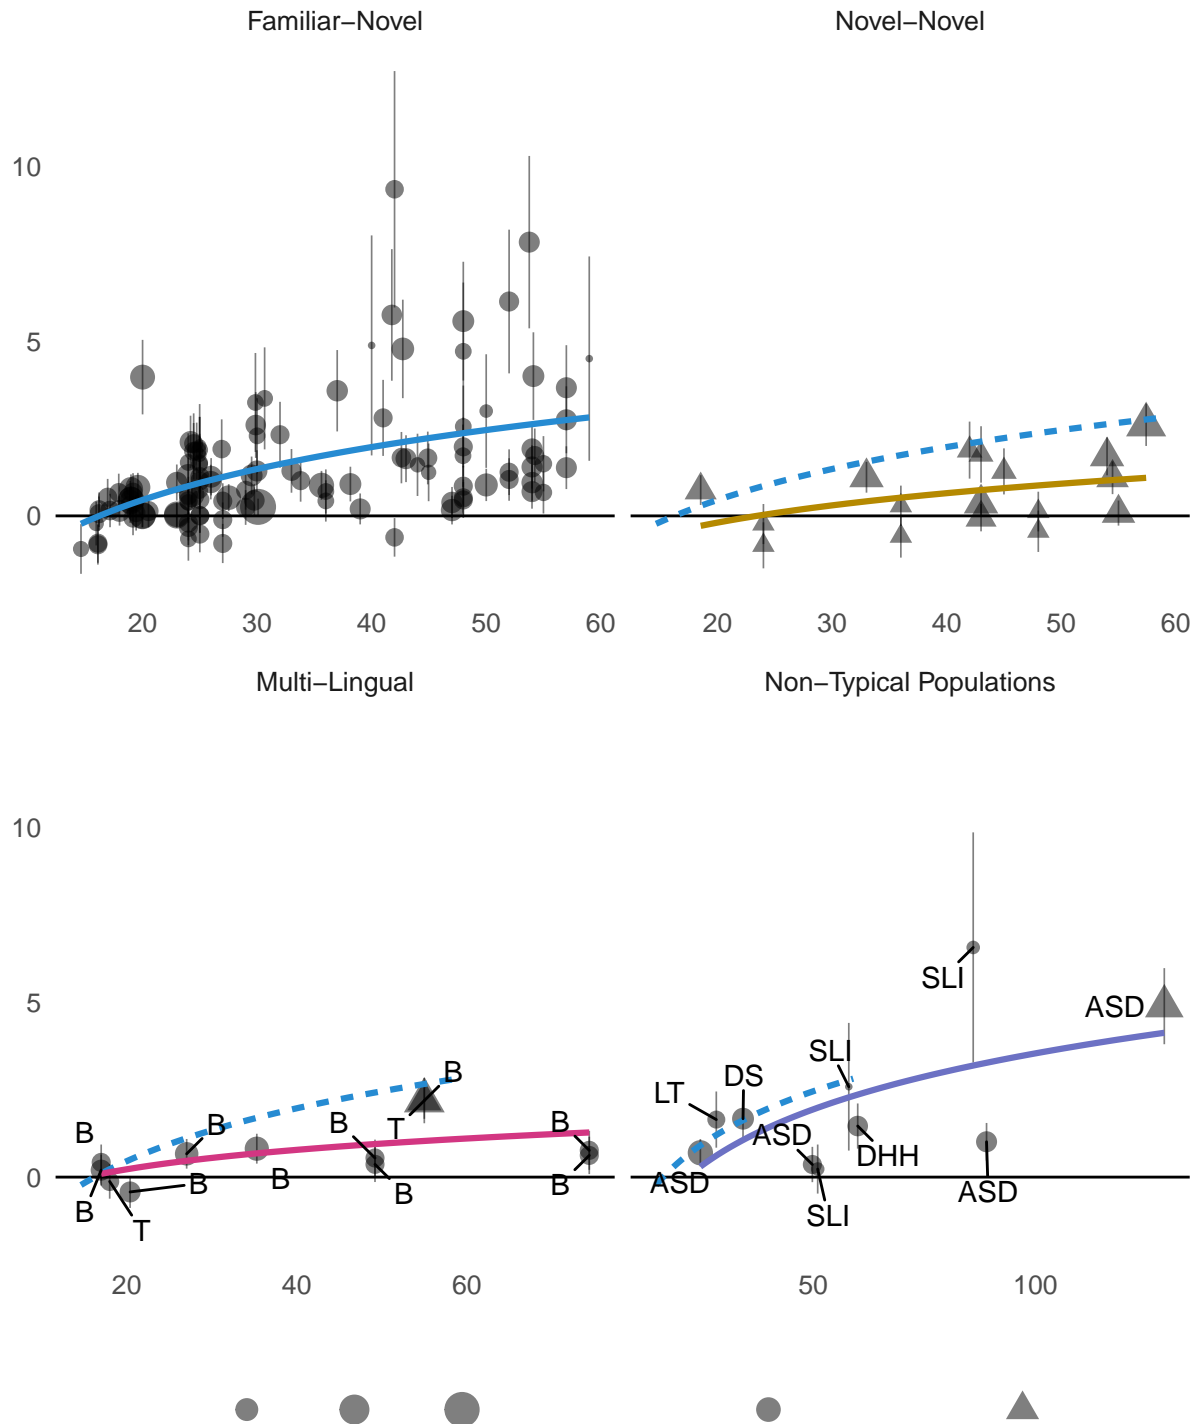 Familiar−Novel
Novel−Novel
10
5
0
20 30 40 50 60
20 30 40 50 60
Multi−Lingual
Non−Typical Populations
10
5
0
B
B
T
B
B
B
B
B
T
B
B
B
LT
DS
ASD
ASD
SLI
SLI
DHH
SLI
ASD
ASD
20 40 60
50 100